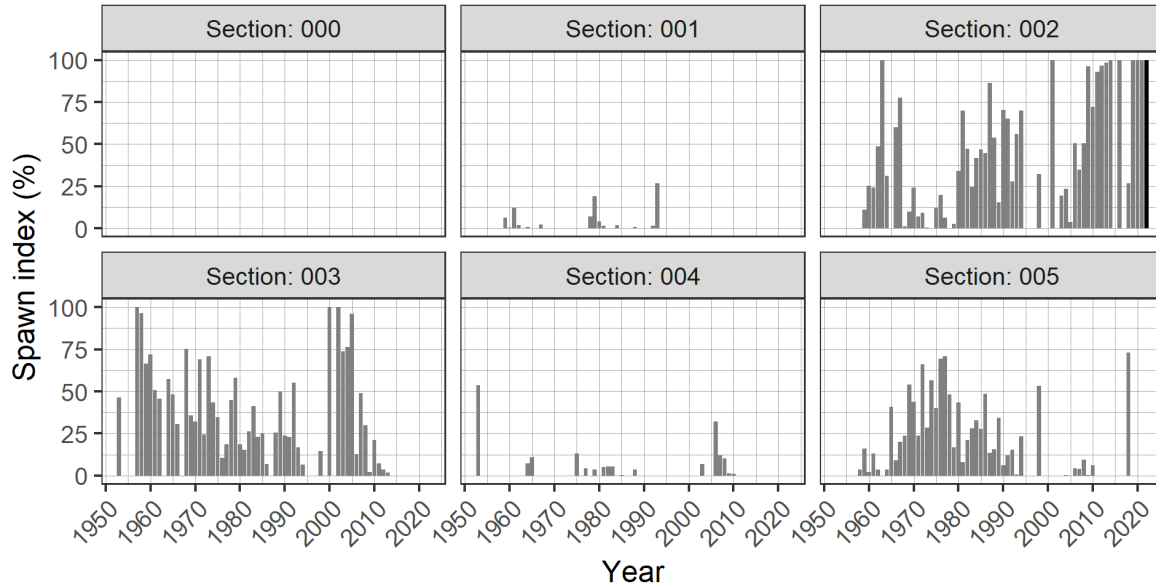 Section: 000
Section: 001
Section: 002
100
75
50
25
0
Section: 003
Section: 004
Section: 005
100
75
50
25
0
1950 1960 1970 1980 1990 2000 2010 2020
1950 1960 1970 1980 1990 2000 2010 2020
1950 1960 1970 1980 1990 2000 2010 2020
Spawn index (%)
Year